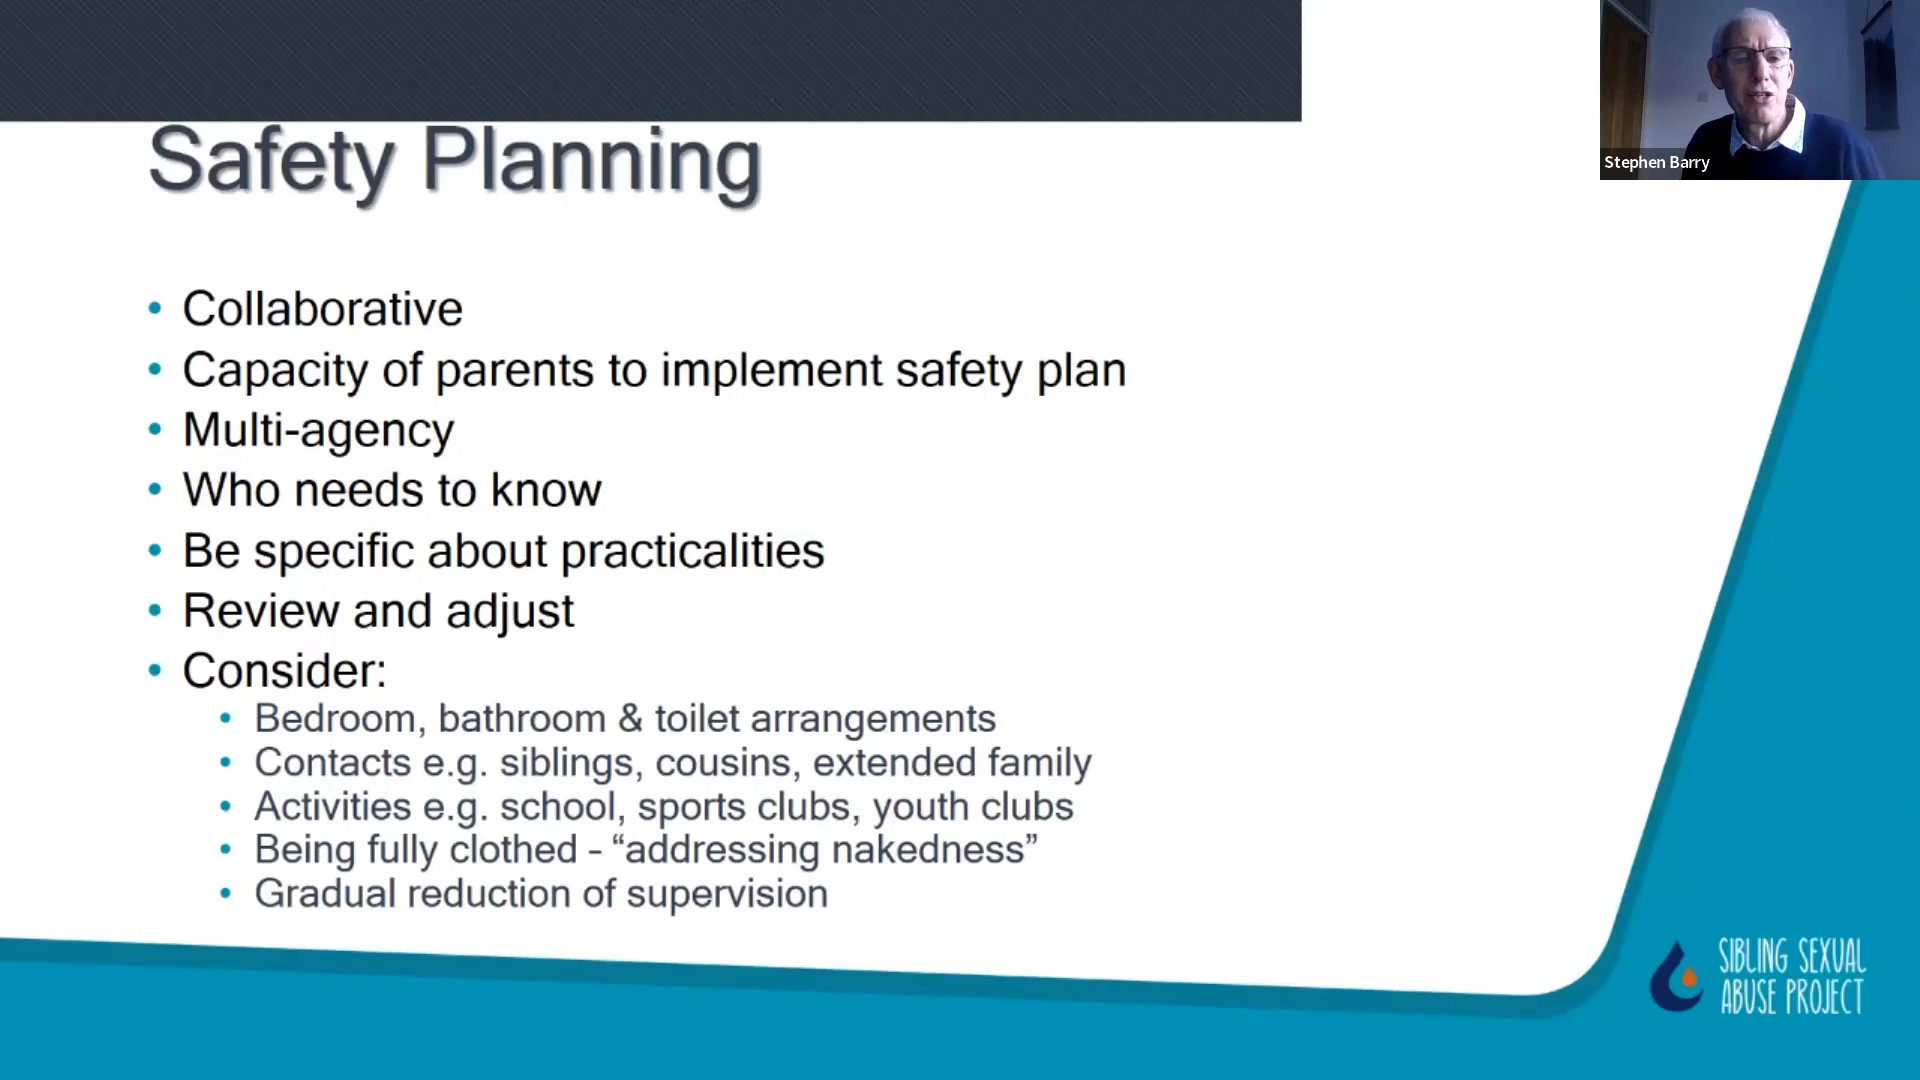 Stephen Barry
Safety Planning
• Collaborative
• Capacity of parents to implement safety plan
• Multi-agency
• Who needs to know
• Be specific about practicalities
• Review and adjust
• Consider:
• Bedroom, bathroom & toilet arrangements
• Contacts e.g. siblings, cousins, extended family
• Activities e.g. school, sports clubs, youth clubs
• Being fully clothed - “addressing nakedness”
• Gradual reduction of supervision
SIBLING SEXUAL
ABUSE PROJECT